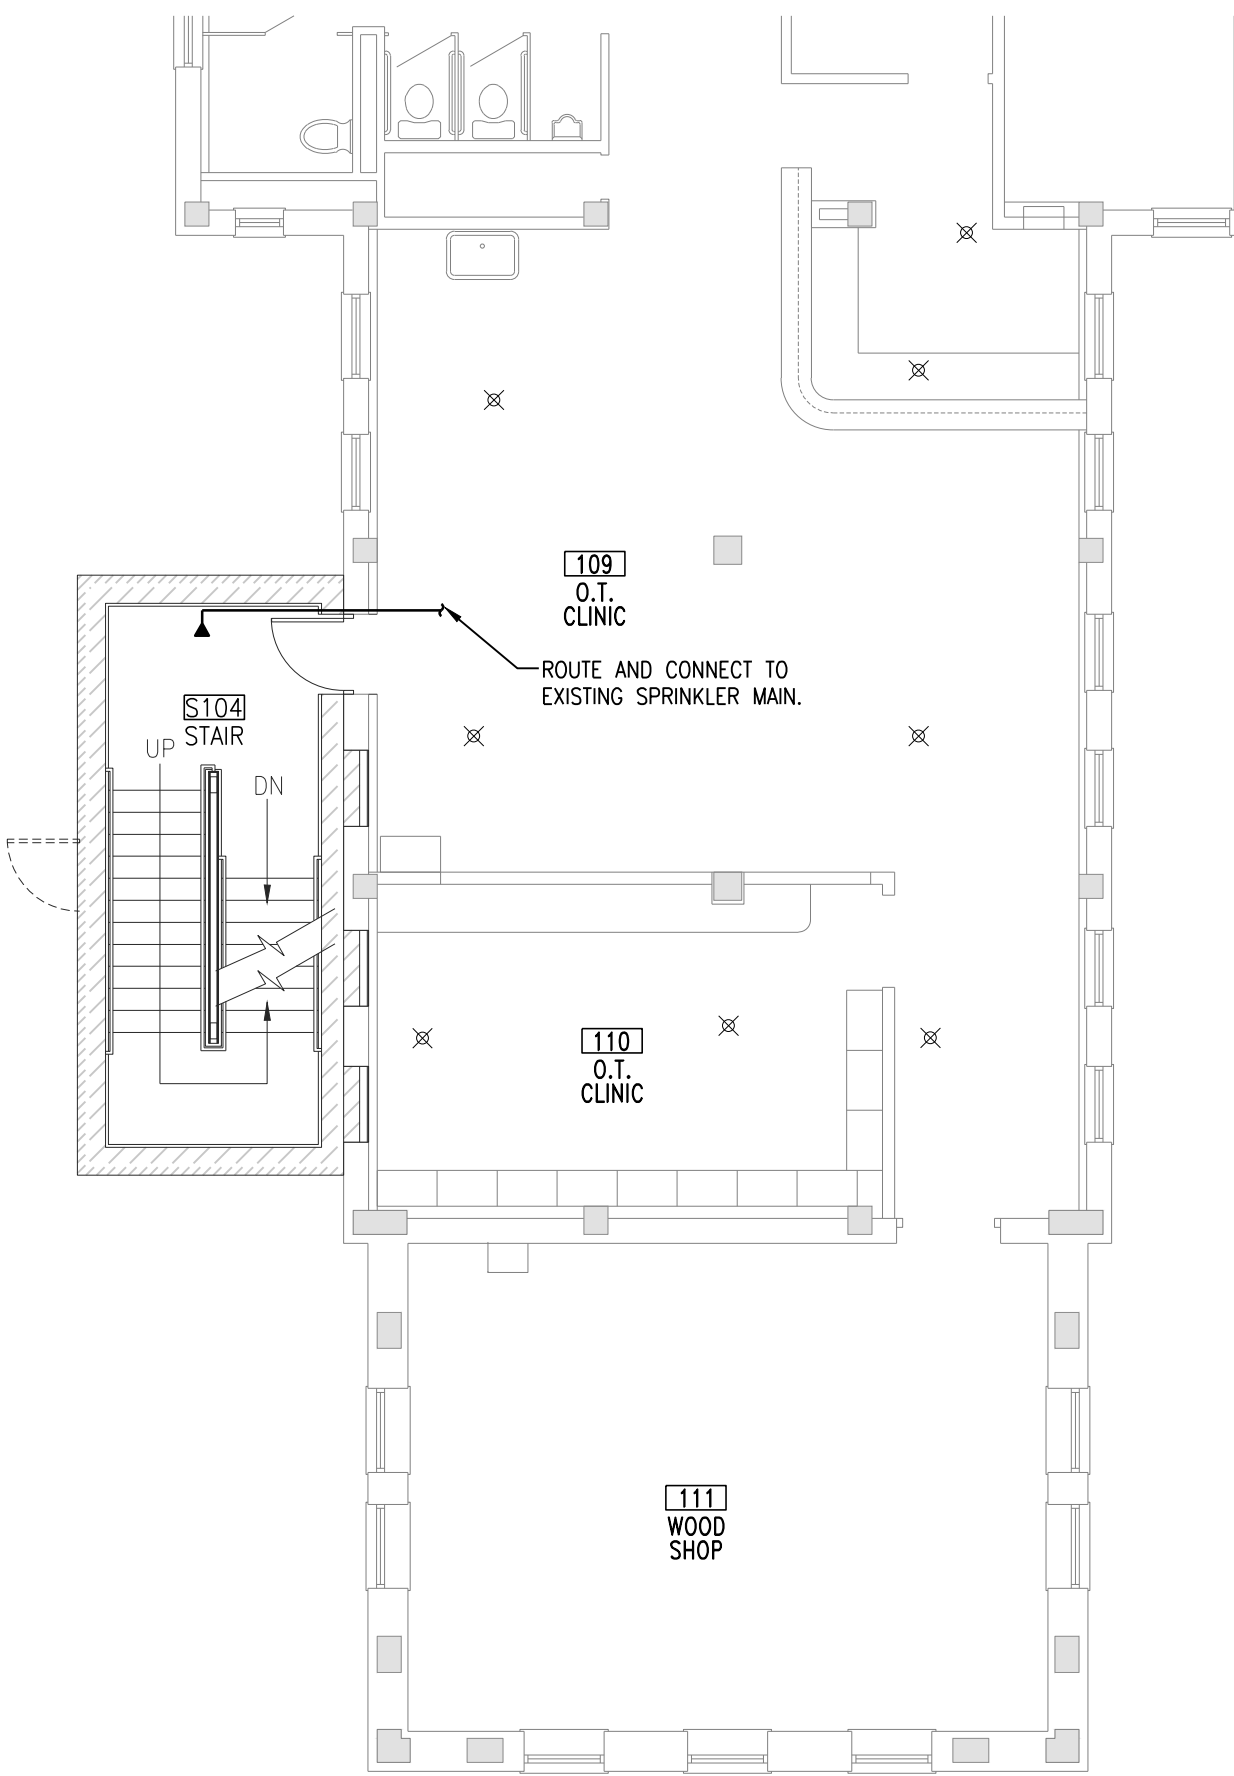 109
O.T.
CLINIC
ROUTE AND CONNECT TO
EXISTING SPRINKLER MAIN.
S104
STAIR
UP
DN
110
O.T.
CLINIC
111
WOOD
SHOP